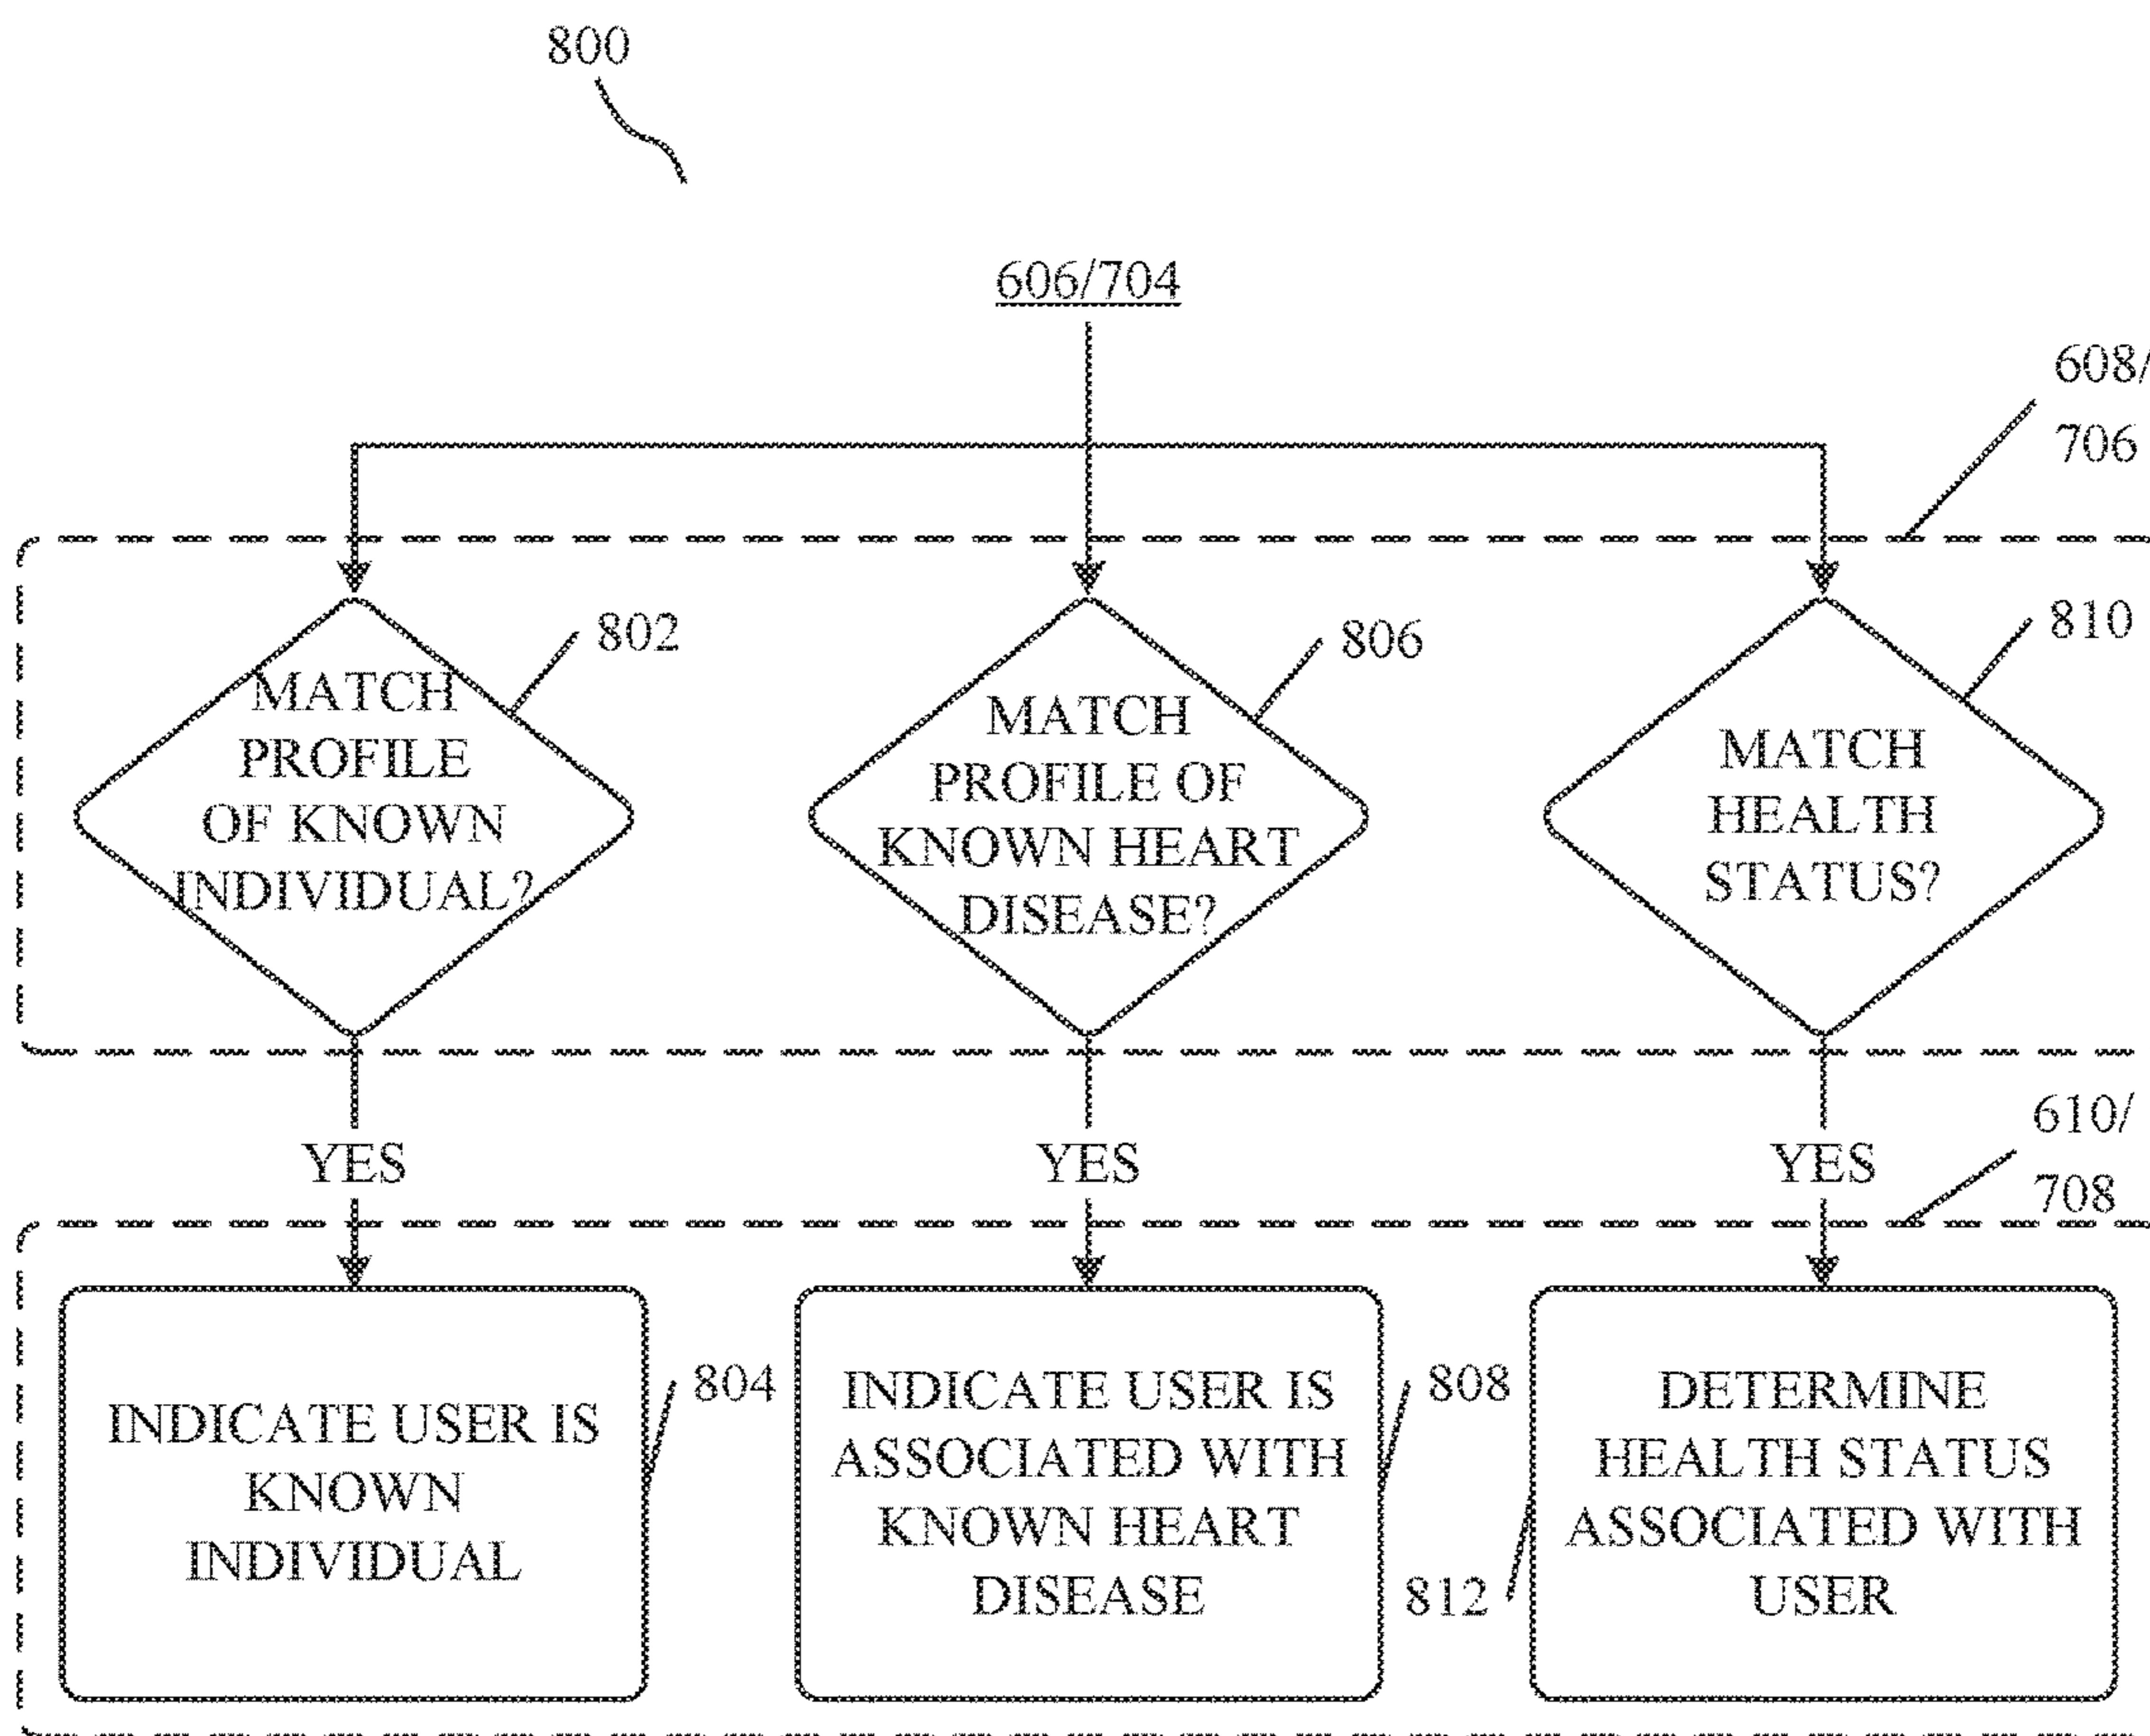 800
606/704
608/
706
802
MATCH
PROFILE
OF KNOWN
INDIVIDUAL?
806
MATCH
PROFILE OF
KNOWN HEART
DISEASE?
810
MATCH
HEALTH
STATUS?
YES
YES
YES
610/
708
INDICATE USER IS
KNOWN
INDIVIDUAL
804
INDICATE USER IS
ASSOCIATED WITH
KNOWN HEART
DISEASE
808
DETERMINE
HEALTH STATUS
ASSOCIATED WITH
USER
812